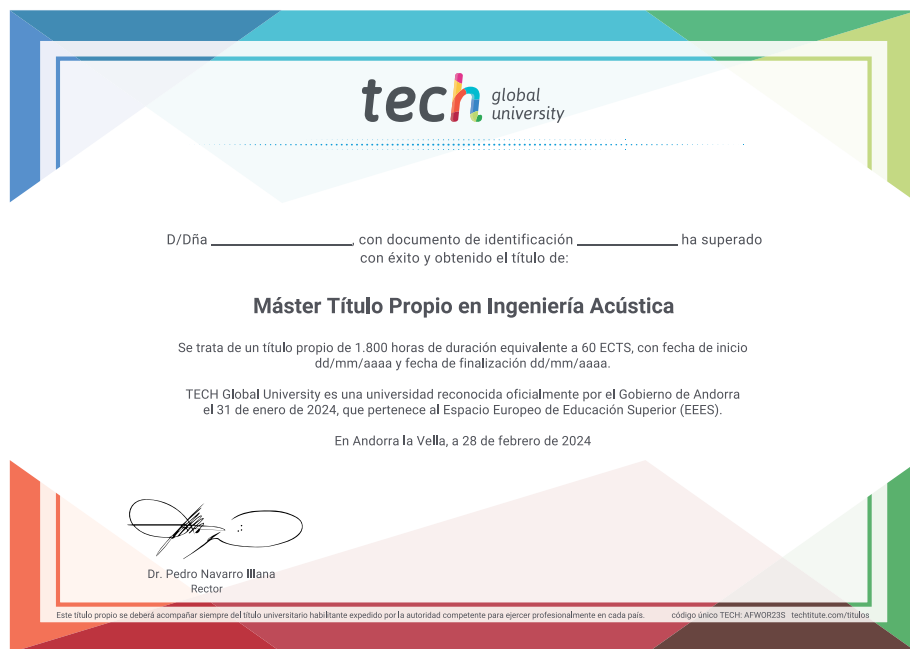 tech global university
D/Dña ______________, con documento de identificación ______________ ha superado
con éxito y obtenido el título de:
Máster Título Propio en Ingeniería Acústica
Se trata de un título propio de 1.800 horas de duración equivalente a 60 ECTS, con fecha de inicio
dd/mm/aaaa y fecha de finalización dd/mm/aaaa.
TECH Global University es una universidad reconocida oficialmente por el Gobierno de Andorra
el 31 de enero de 2024, que pertenece al Espacio Europeo de Educación Superior (EEES).
En Andorra la Vella, a 28 de febrero de 2024
Dr. Pedro Navarro Illana
Rector
Este título propio se deberá acompañar siempre del título universitario habilitante expedido por la autoridad competente para ejercer profesionalmente en cada país. código único TECH: AFWOR23S techtitute.com/titulos